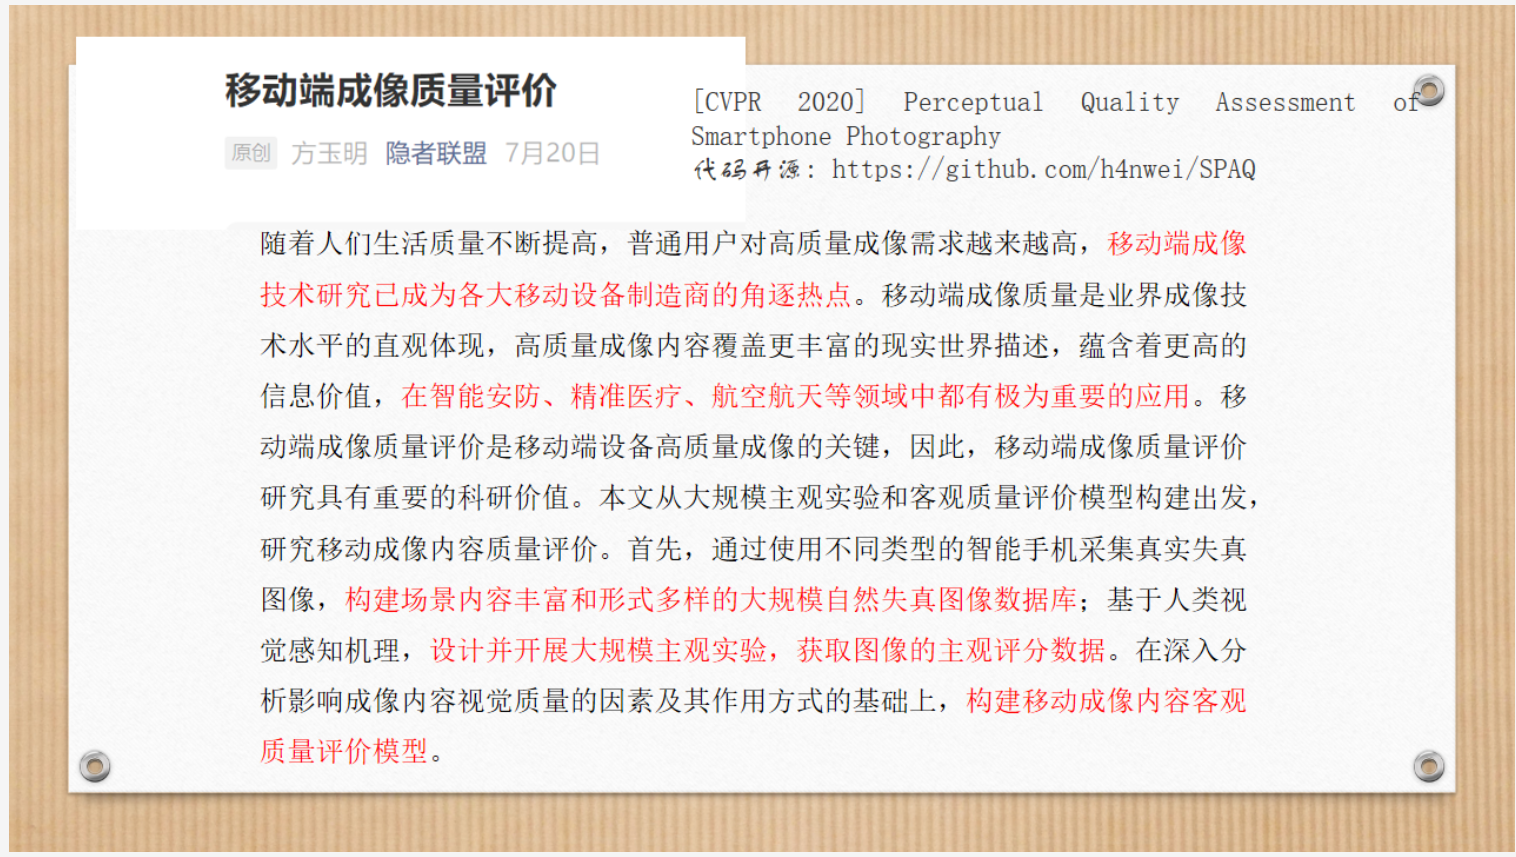 移动端成像质量评价
原创 方玉明 隐者联盟 7月20日
[CVPR 2020] Perceptual Quality Assessment of
Smartphone Photography
代码开源: https://github.com/h4nwei/SPAQ
随着人们生活质量不断提高，普通用户对高质量成像需求越来越高，移动端成像
技术研究已成为各大移动设备制造商的角逐热点。移动端成像质量是业界成像技
术水平的直观体现，高质量成像内容覆盖更丰富的现实世界描述，蕴含着更高的
信息价值，在智能安防、精准医疗、航空航天等领域中都有极为重要的应用。移
动端成像质量评价是移动端设备高质量成像的关键，因此，移动端成像质量评价
研究具有重要的科研价值。本文从大规模主观实验和客观质量评价模型构建出发，
研究移动成像内容质量评价。首先，通过使用不同类型的智能手机采集真实失真
图像，构建场景内容丰富和形式多样的大规模自然失真图像数据库；基于人类视
觉感知机理，设计并开展大规模主观实验，获取图像的主观评分数据。在深入分
析影响成像内容视觉质量的因素及其作用方式的基础上，构建移动成像内容客观
质量评价模型。